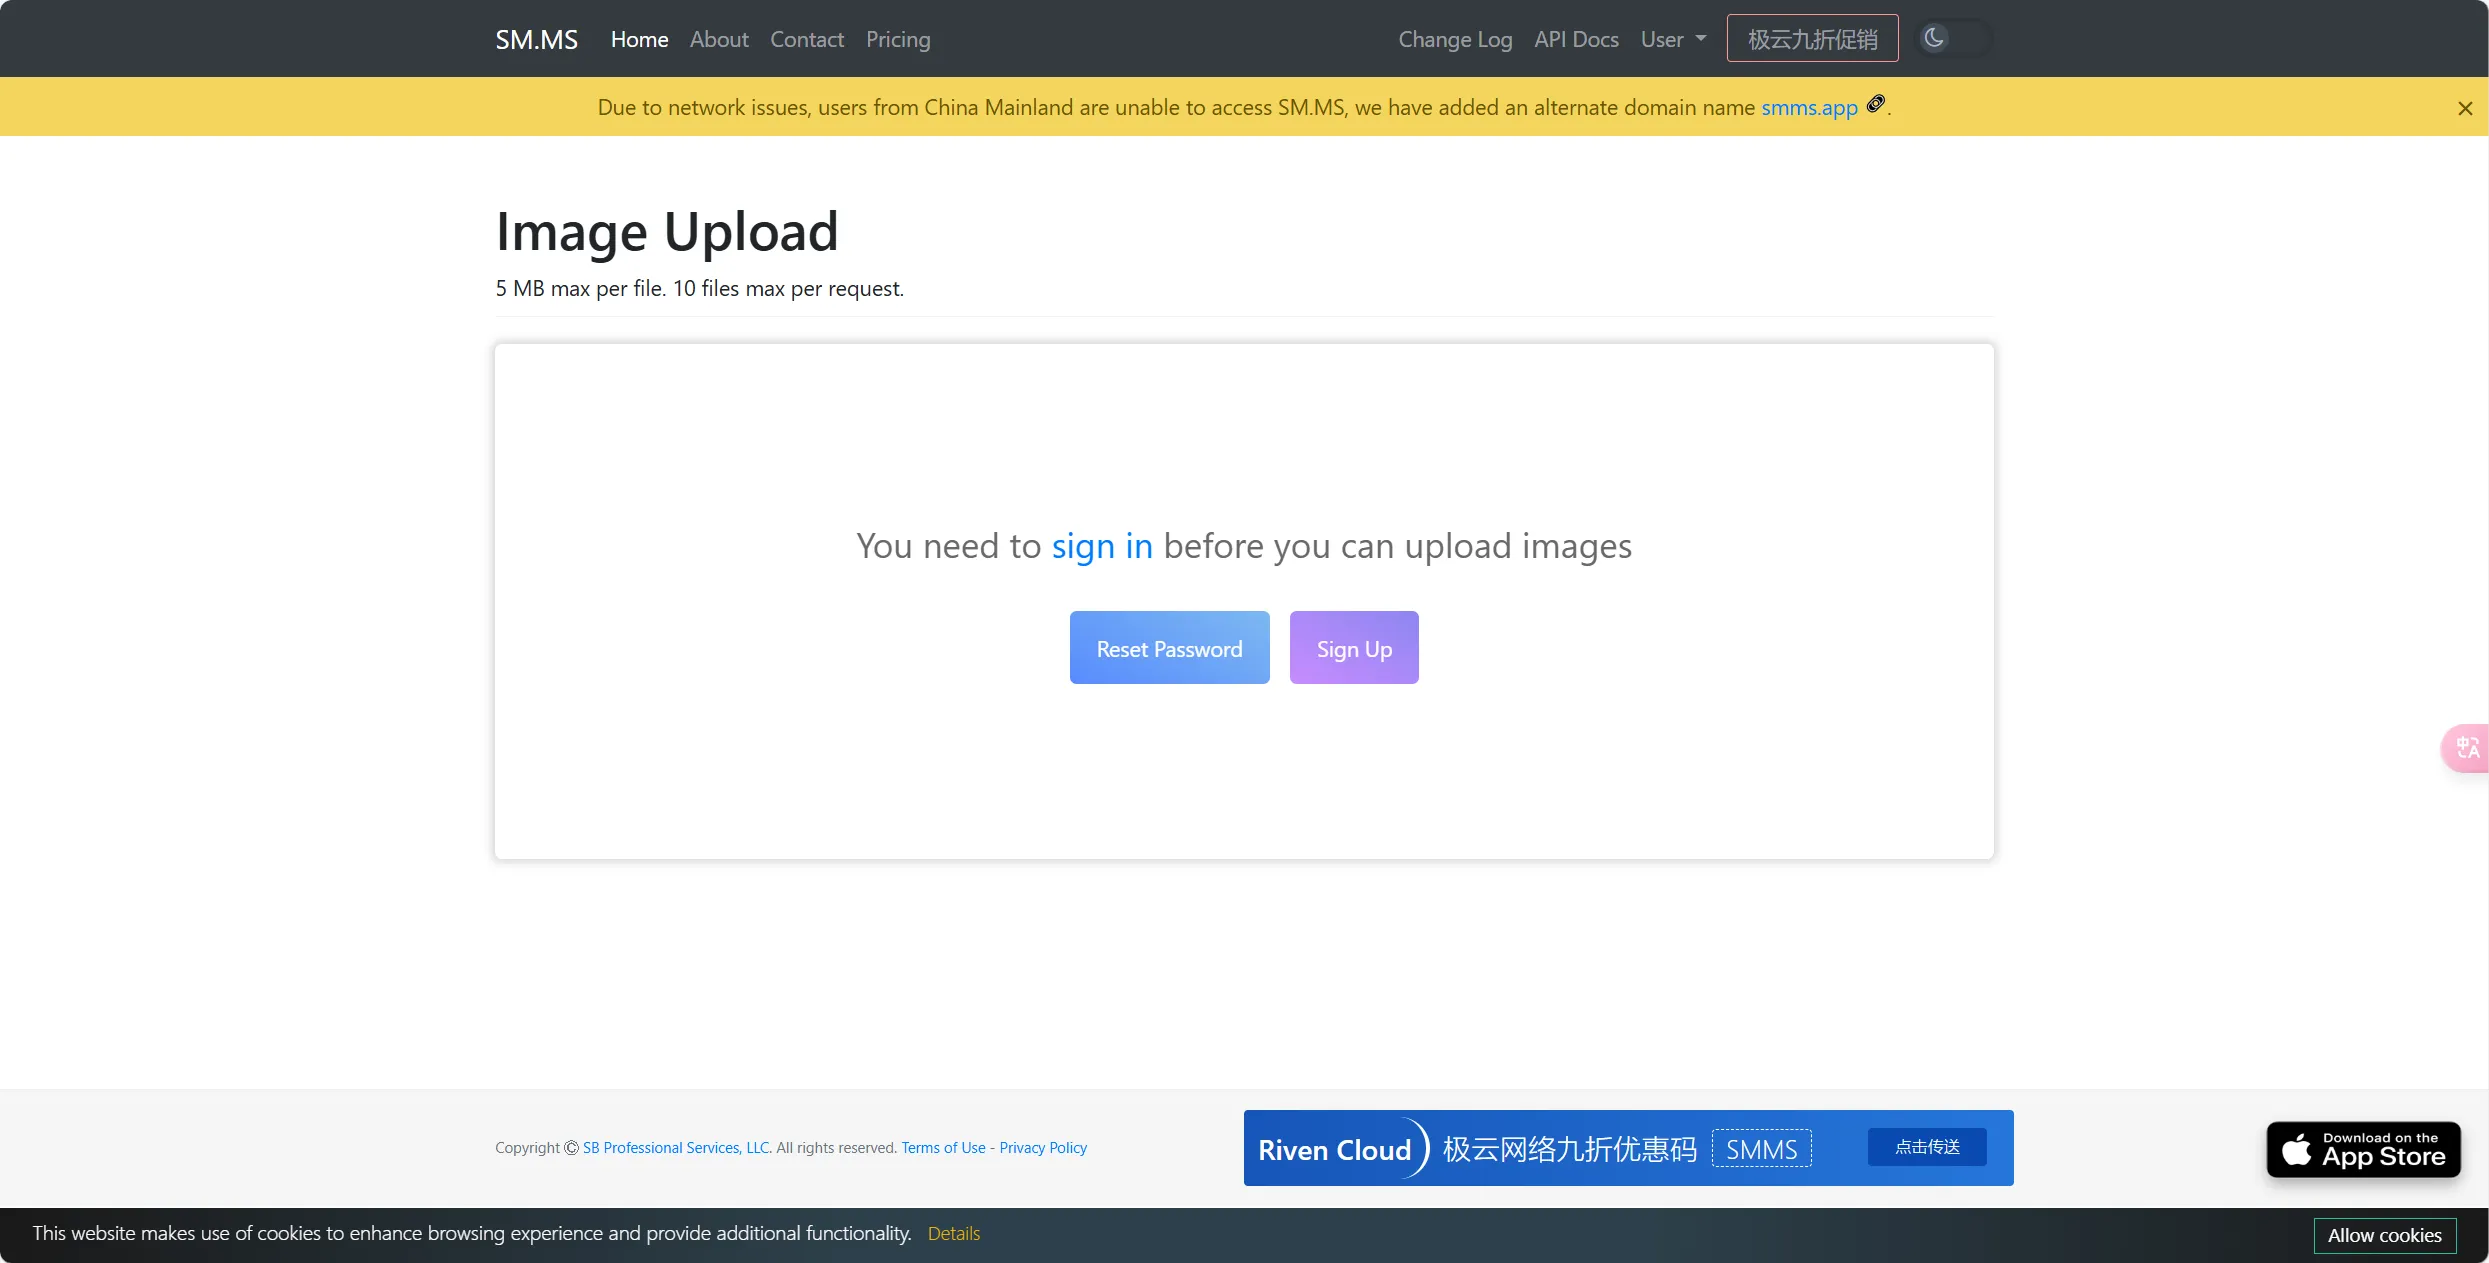 SM.MS Home About Contact Pricing Change Log API Docs User 极云九折促销
Due to network issues, users from China Mainland are unable to access SM.MS, we have added an alternate domain name smms.app .
Image Upload
5 MB max per file. 10 files max per request.
You need to sign in before you can upload images
Reset Password Sign Up
中A
Copyright © SB Professional Services, LLC. All rights reserved. Terms of Use - Privacy Policy
Riven Cloud 极云网络九折优惠码 SMMS 点击传送
Download on the
App Store
This website makes use of cookies to enhance browsing experience and provide additional functionality. Details Allow cookies